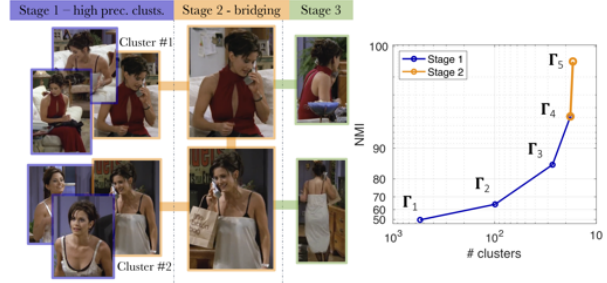 Stage 1 – high prec. clusts.
Stage 2 - bridging
Stage 3
Cluster #1
Cluster #2
100
90
80
70
60
50
NMI
Stage 1
Stage 2
Γ1
Γ2
Γ3
Γ4
Γ5
10³
10²
10
# clusters